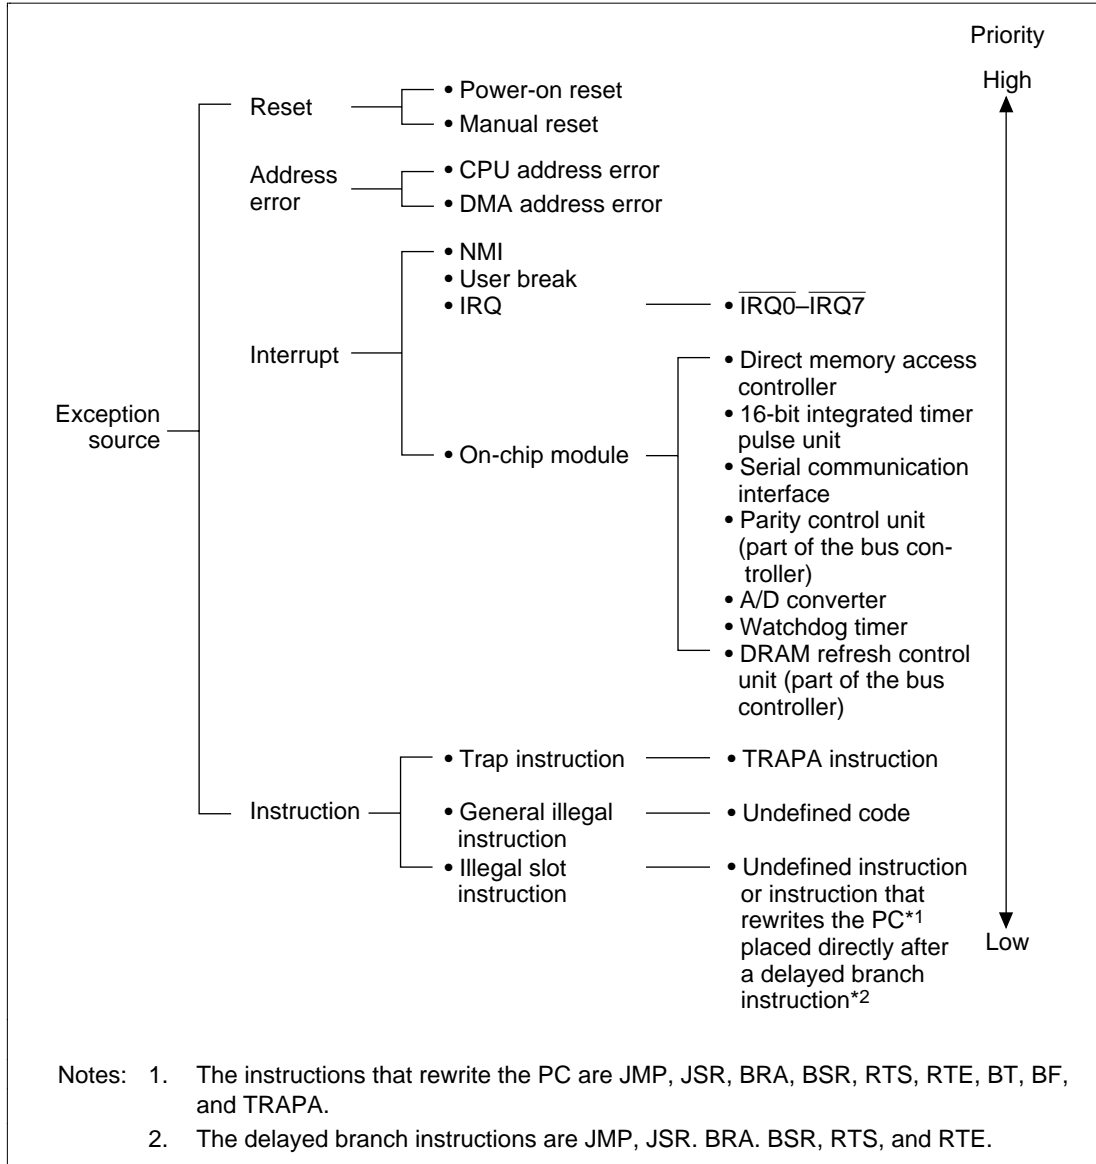 Priority
High
Reset
• Power-on reset
• Manual reset
Address
error
• CPU address error
• DMA address error
Interrupt
• NMI
• User break
• IRQ
• I̅R̅Q̅0̅–I̅R̅Q̅7̅
• On-chip module
• Direct memory access
controller
• 16-bit integrated timer
pulse unit
• Serial communication
interface
• Parity control unit
(part of the bus con-
troller)
• A/D converter
• Watchdog timer
• DRAM refresh control
unit (part of the bus
controller)
Exception
source
Instruction
• Trap instruction
• TRAPA instruction
• General illegal
instruction
• Undefined code
• Illegal slot
instruction
• Undefined instruction
or instruction that
rewrites the PC*1
placed directly after
a delayed branch
instruction*2
Low
Notes: 1. The instructions that rewrite the PC are JMP, JSR, BRA, BSR, RTS, RTE, BT, BF,
and TRAPA.
2. The delayed branch instructions are JMP, JSR. BRA. BSR, RTS, and RTE.